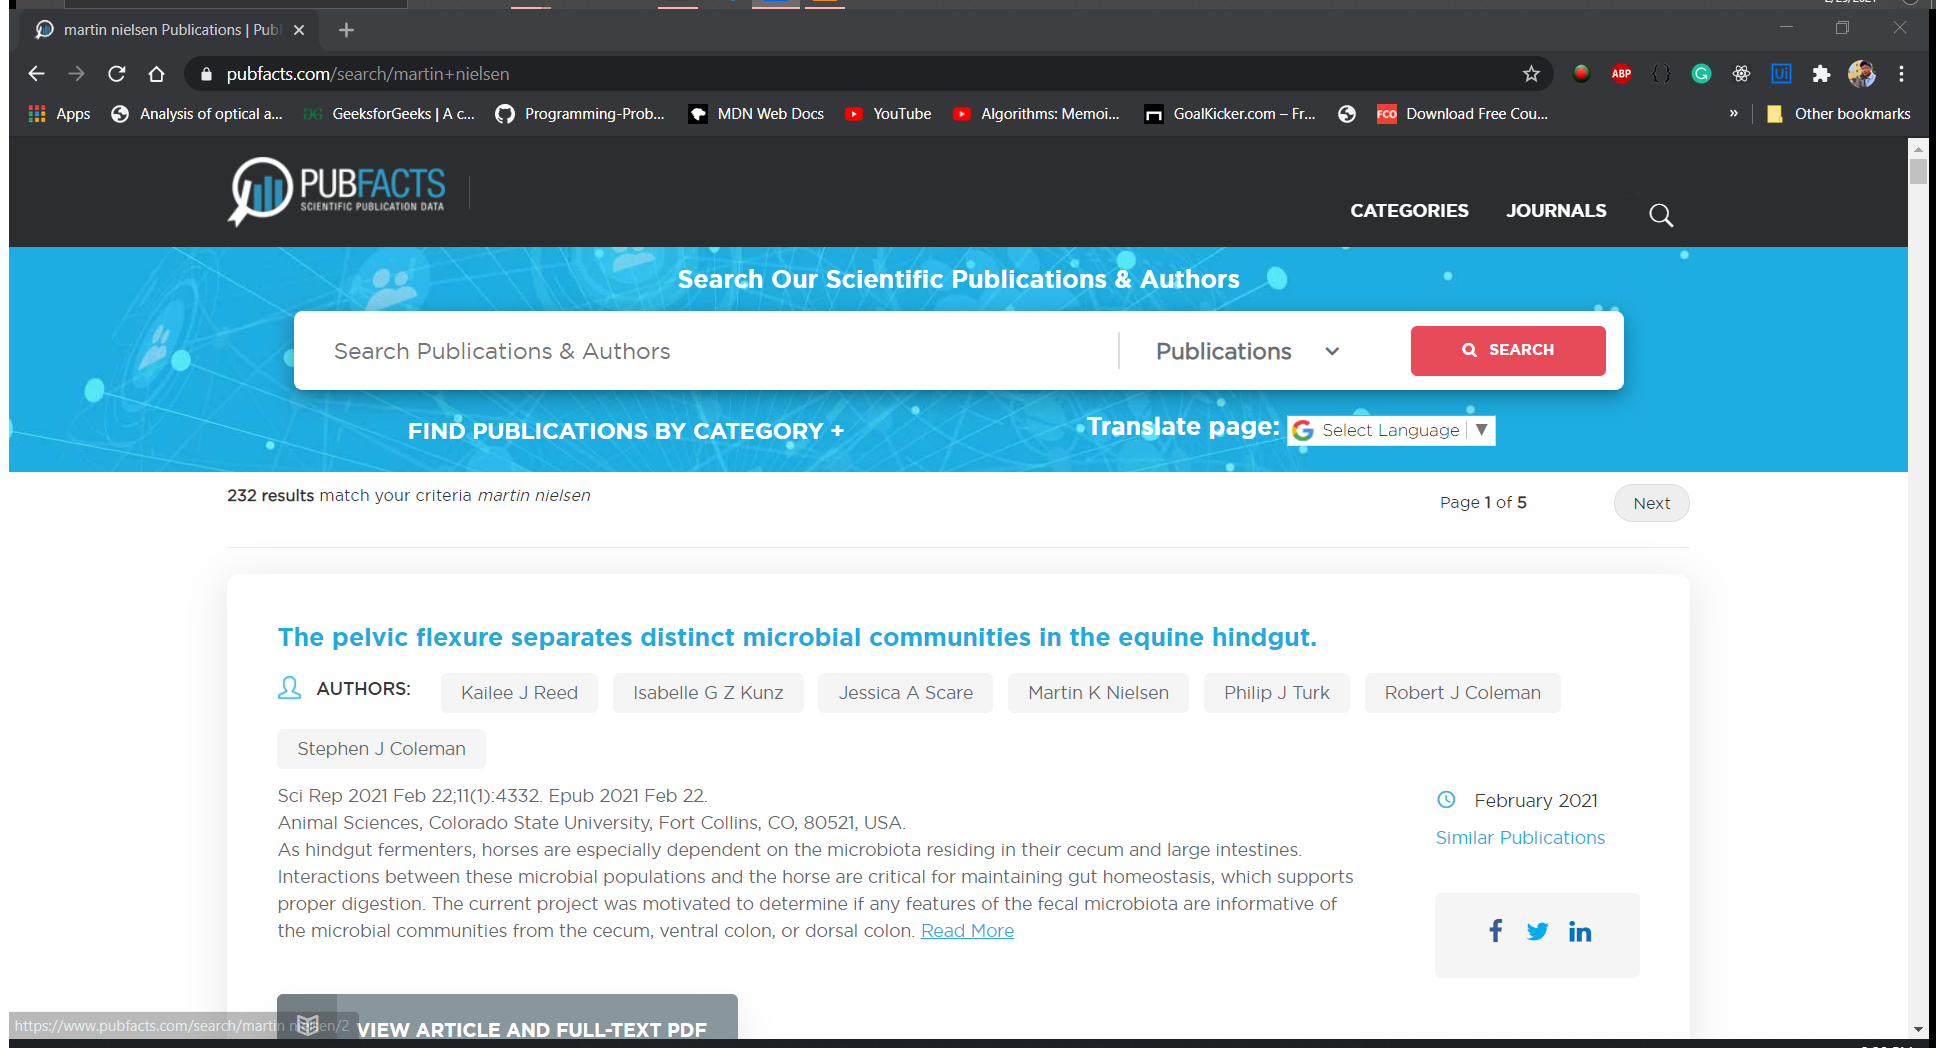 martin nielsen Publications | Pub
pubfacts.com/search/martin+nielsen
ABP
{}
G
Ui
Apps
Analysis of optical a...
GeeksforGeeks | A c...
Programming-Prob...
MDN Web Docs
YouTube
Algorithms: Memoi...
GoalKicker.com – Fr...
FCO
Download Free Cou...
»
Other bookmarks
PUBFACTS
SCIENTIFIC PUBLICATION DATA
CATEGORIES
JOURNALS
Search Our Scientific Publications & Authors
Search Publications & Authors
Publications
SEARCH
FIND PUBLICATIONS BY CATEGORY +
Translate page:
G Select Language ▼
232 results match your criteria martin nielsen
Page 1 of 5
Next
The pelvic flexure separates distinct microbial communities in the equine hindgut.
AUTHORS:
Kailee J Reed
Isabelle G Z Kunz
Jessica A Scare
Martin K Nielsen
Philip J Turk
Robert J Coleman
Stephen J Coleman
Sci Rep 2021 Feb 22;11(1):4332. Epub 2021 Feb 22.
Animal Sciences, Colorado State University, Fort Collins, CO, 80521, USA.
As hindgut fermenters, horses are especially dependent on the microbiota residing in their cecum and large intestines.
Interactions between these microbial populations and the horse are critical for maintaining gut homeostasis, which supports
proper digestion. The current project was motivated to determine if any features of the fecal microbiota are informative of
the microbial communities from the cecum, ventral colon, or dorsal colon. Read More
February 2021
Similar Publications
f
in
VIEW ARTICLE AND FULL-TEXT PDF
https://www.pubfacts.com/search/martin nielsen/2